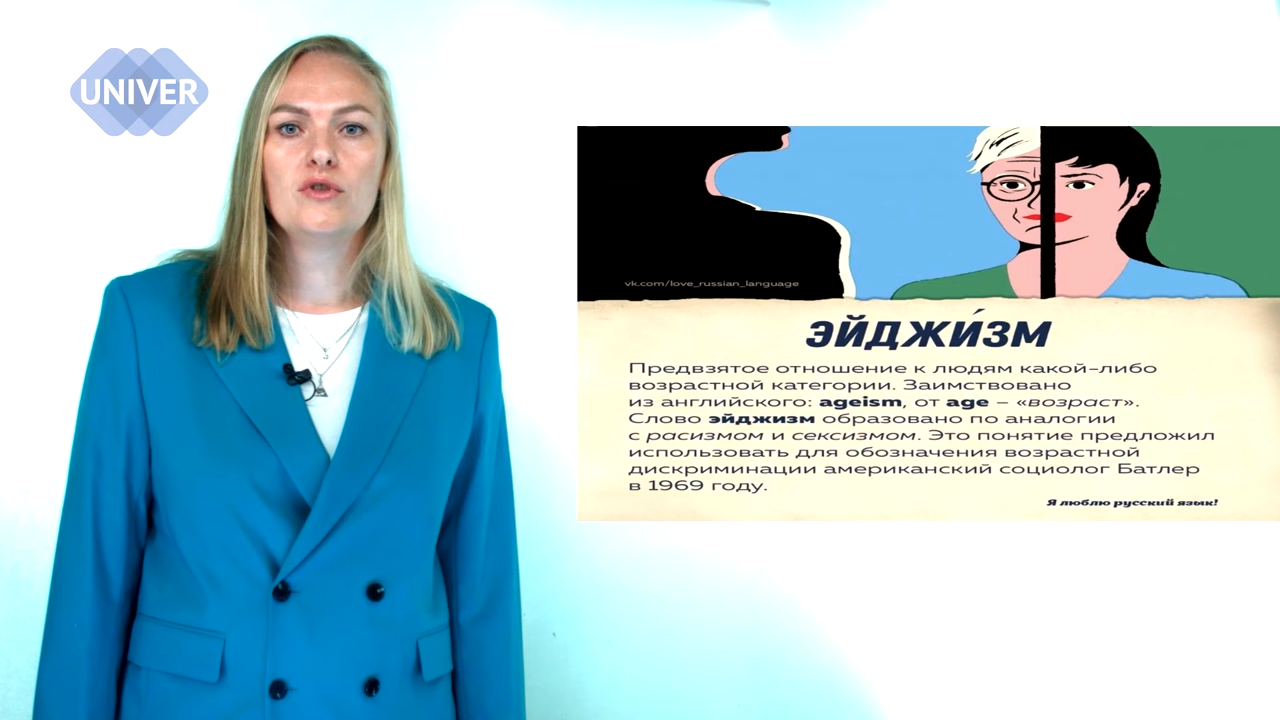 UNIVER
vk.com/love_russian_language
ЭЙДЖИ́ЗМ
Предвзятое отношение к людям какой-либо
возрастной категории. Заимствовано
из английского: ageism, от age – «возраст».
Слово эйджизм образовано по аналогии
с расизмом и сексизмом. Это понятие предложил
использовать для обозначения возрастной
дискриминации американский социолог Батлер
в 1969 году.
Я люблю русский язык!